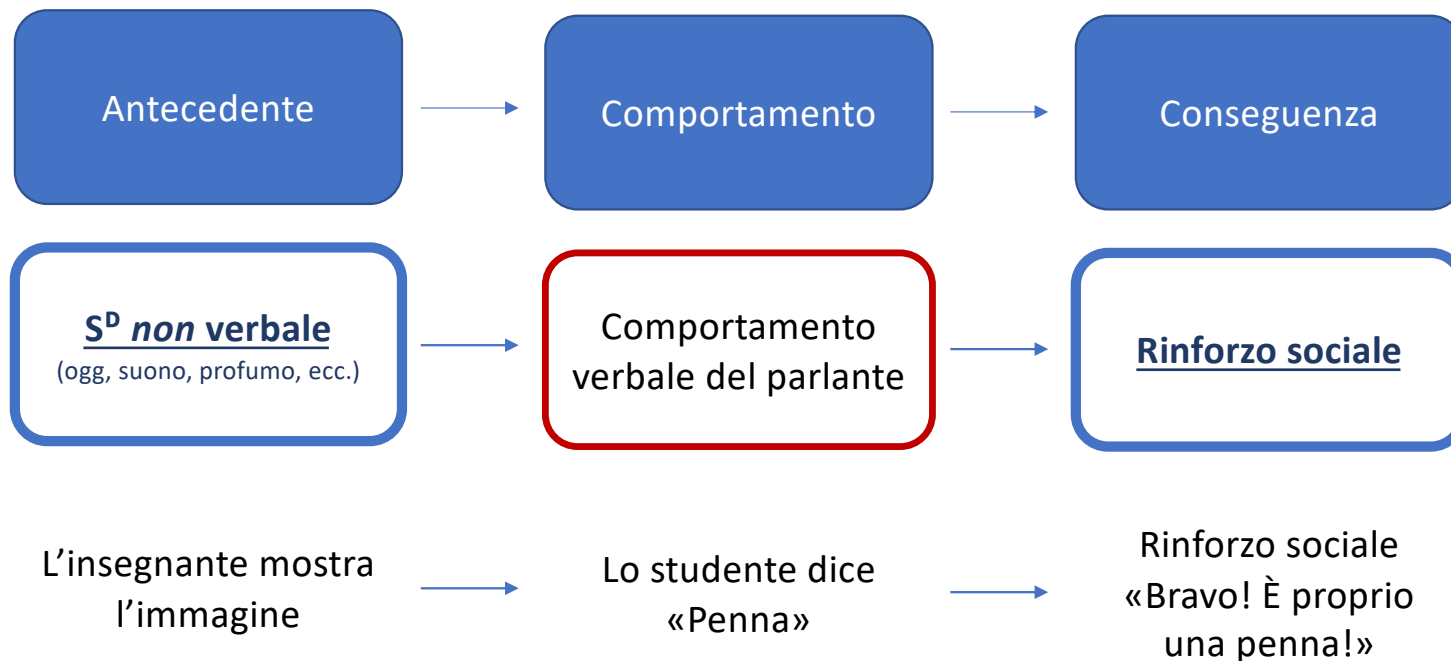 Antecedente
Comportamento
Conseguenza
Sᴰ non verbale
(ogg, suono, profumo, ecc.)
Comportamento
verbale del parlante
Rinforzo sociale
L’insegnante mostra
l’immagine
Lo studente dice
«Penna»
Rinforzo sociale
«Bravo! È proprio
una penna!»